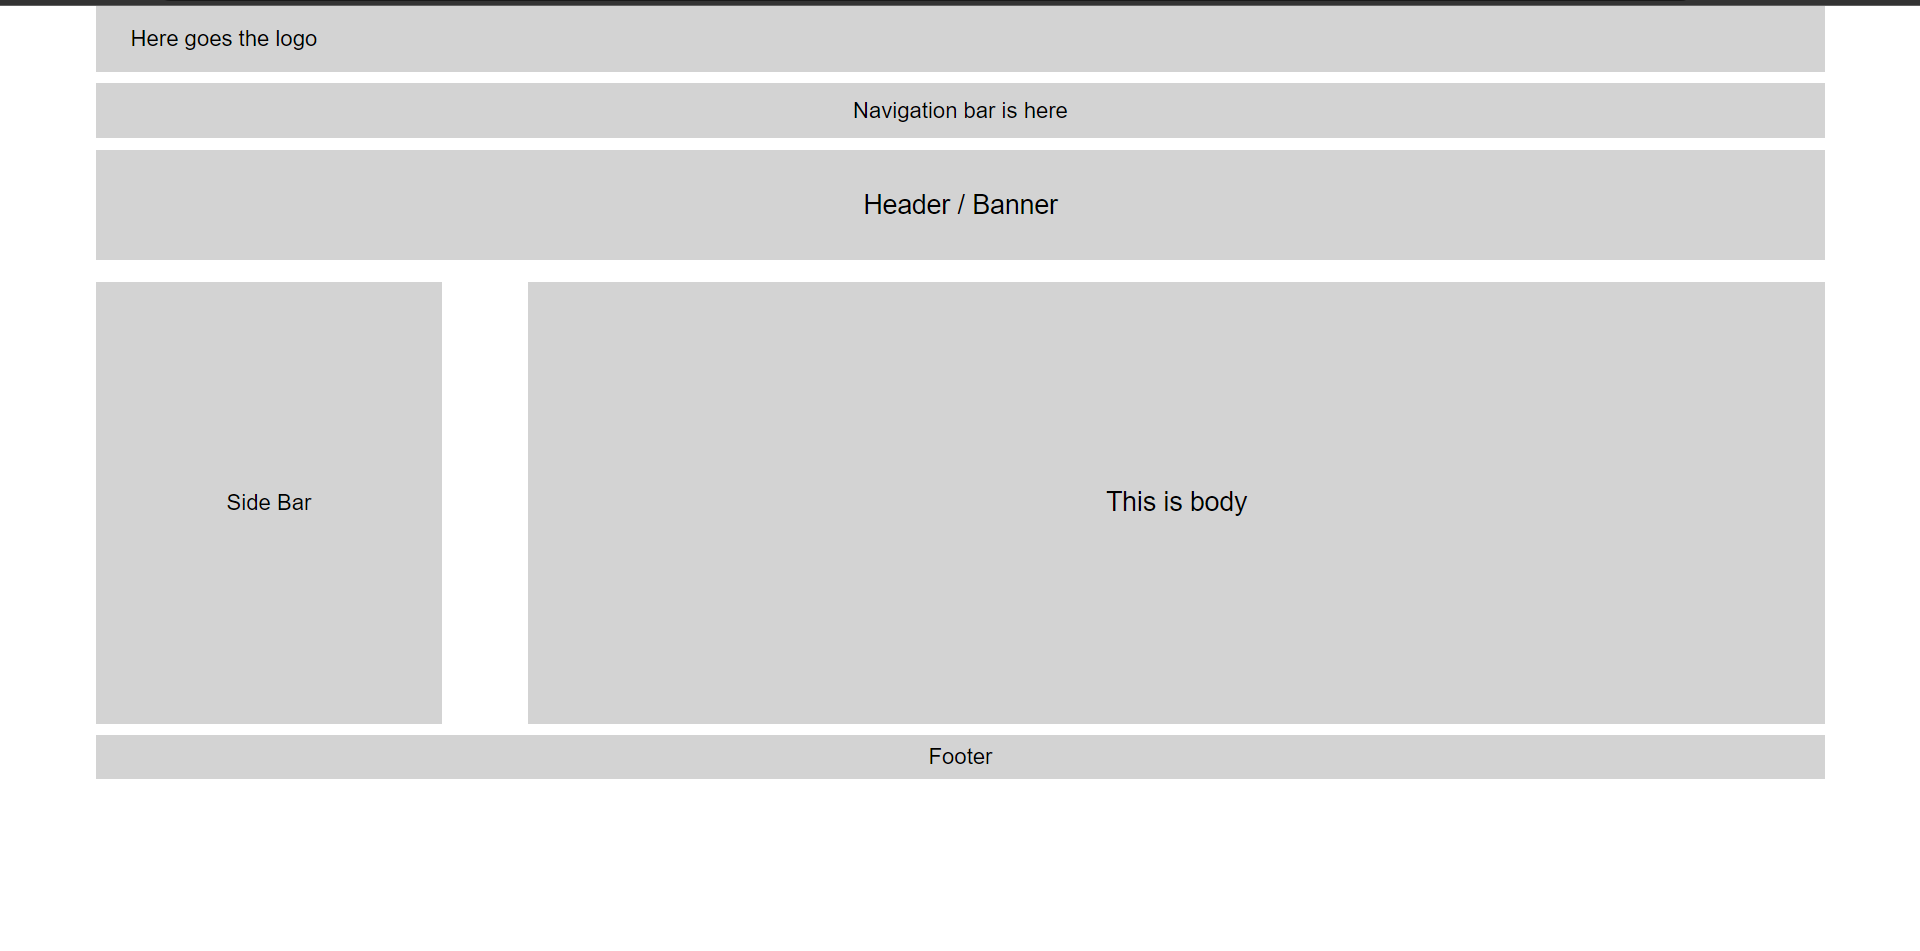 Here goes the logo
Navigation bar is here
Header / Banner
Side Bar
This is body
Footer